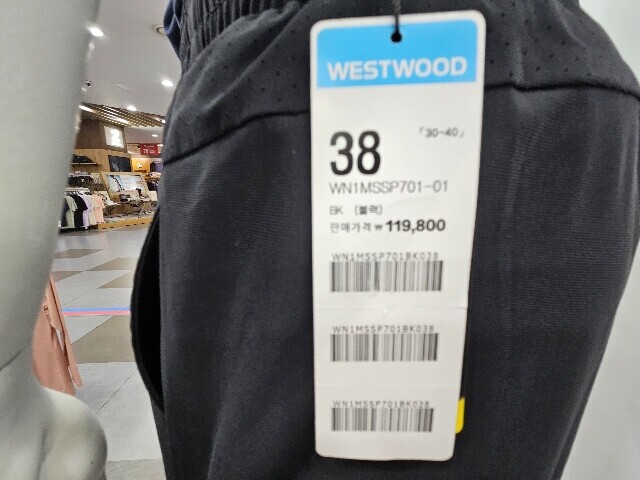 WESTWOOD
「30-40」
38
WN1MSSP701-01
BK (블랙)
판매가격 ₩ 119,800
WN1MSSP701BK038
WN1MSSP701BK038
WN1MSSP701BK038